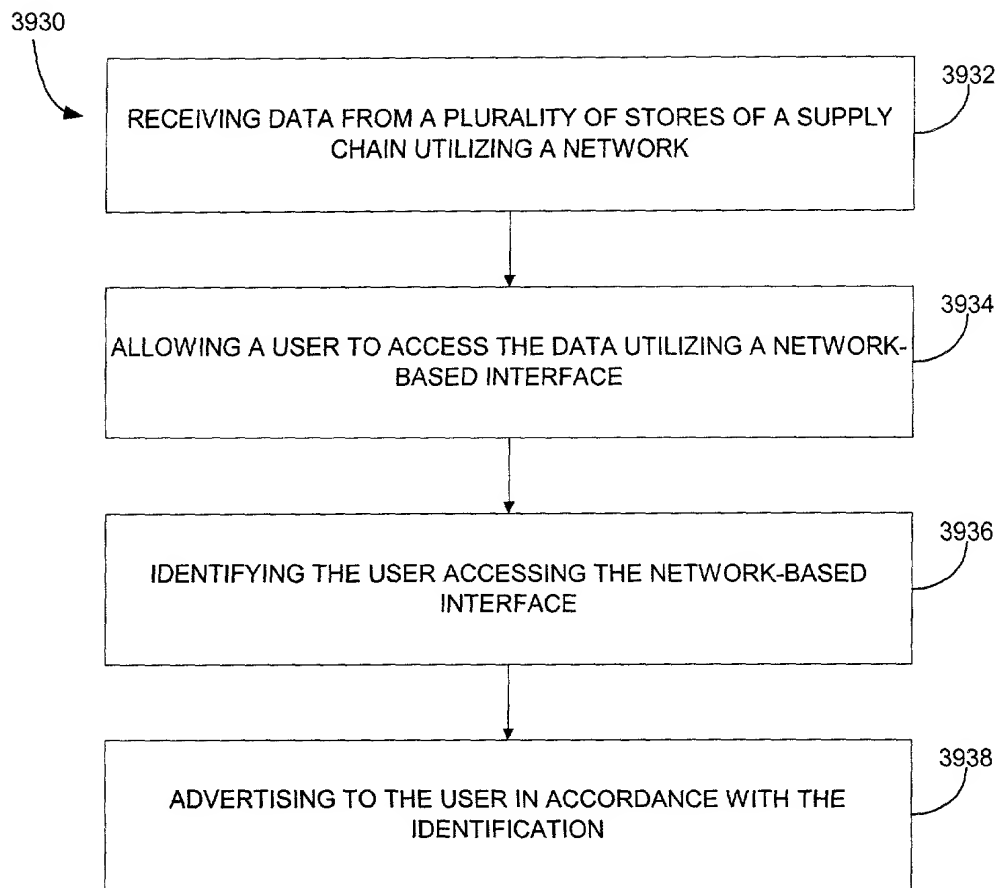 3930
3932
RECEIVING DATA FROM A PLURALITY OF STORES OF A SUPPLY
CHAIN UTILIZING A NETWORK
3934
ALLOWING A USER TO ACCESS THE DATA UTILIZING A NETWORK-
BASED INTERFACE
3936
IDENTIFYING THE USER ACCESSING THE NETWORK-BASED
INTERFACE
3938
ADVERTISING TO THE USER IN ACCORDANCE WITH THE
IDENTIFICATION